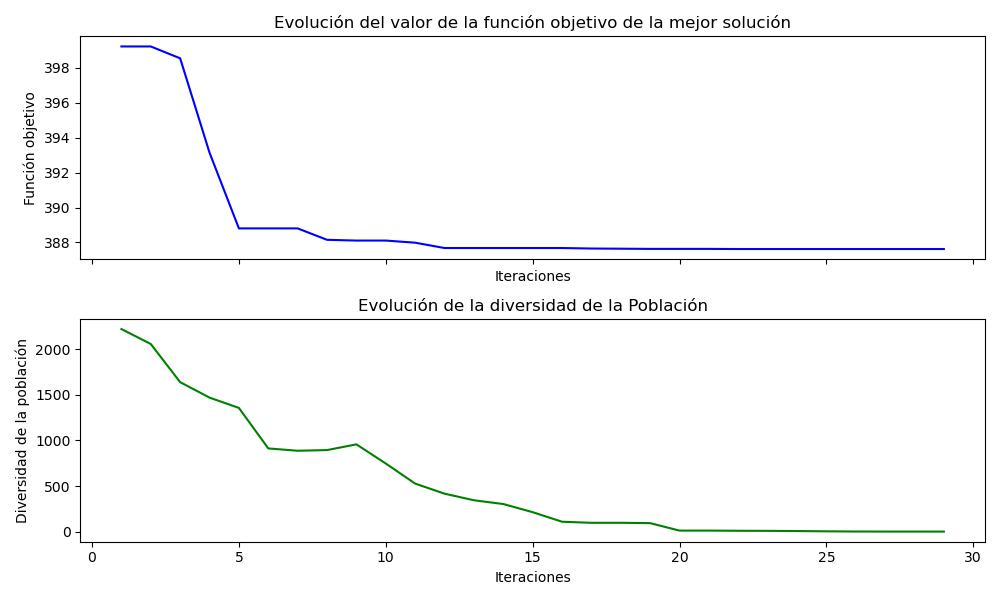 Evolución del valor de la función objetivo de la mejor solución
Función objetivo
398
396
394
392
390
388
Iteraciones
Evolución de la diversidad de la Población
Diversidad de la población
2000
1500
1000
500
0
0 5 10 15 20 25 30
Iteraciones